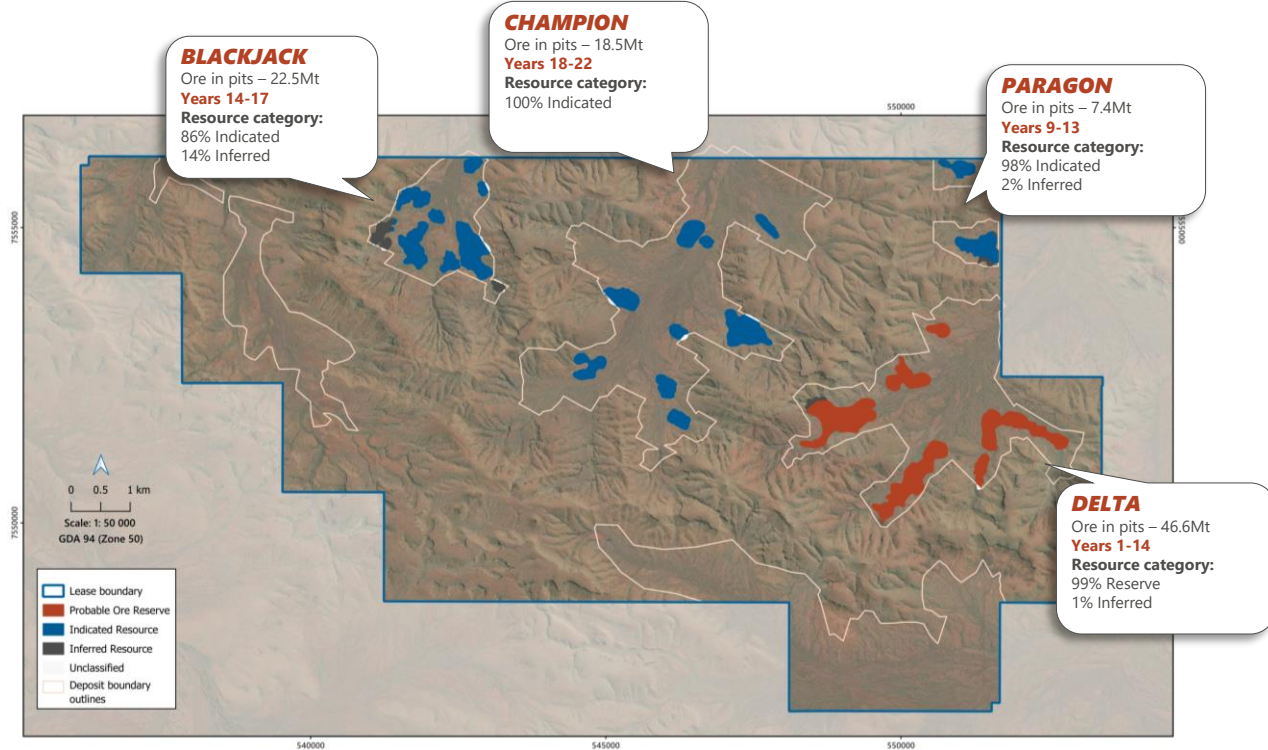 CHAMPION
Ore in pits – 18.5Mt
Years 18-22
Resource category:
100% Indicated
BLACKJACK
Ore in pits – 22.5Mt
Years 14-17
Resource category:
86% Indicated
14% Inferred
PARAGON
Ore in pits – 7.4Mt
Years 9-13
Resource category:
98% Indicated
2% Inferred
550000
7555000
7555000
0 0.5 1 km
Scale: 1: 50 000
GDA 94 (Zone 50)
7550000
DELTA
Ore in pits – 46.6Mt
Years 1-14
Resource category:
99% Reserve
1% Inferred
Lease boundary
Probable Ore Reserve
Indicated Resource
Inferred Resource
Unclassified
Deposit boundary
outlines
540000
545000
550000